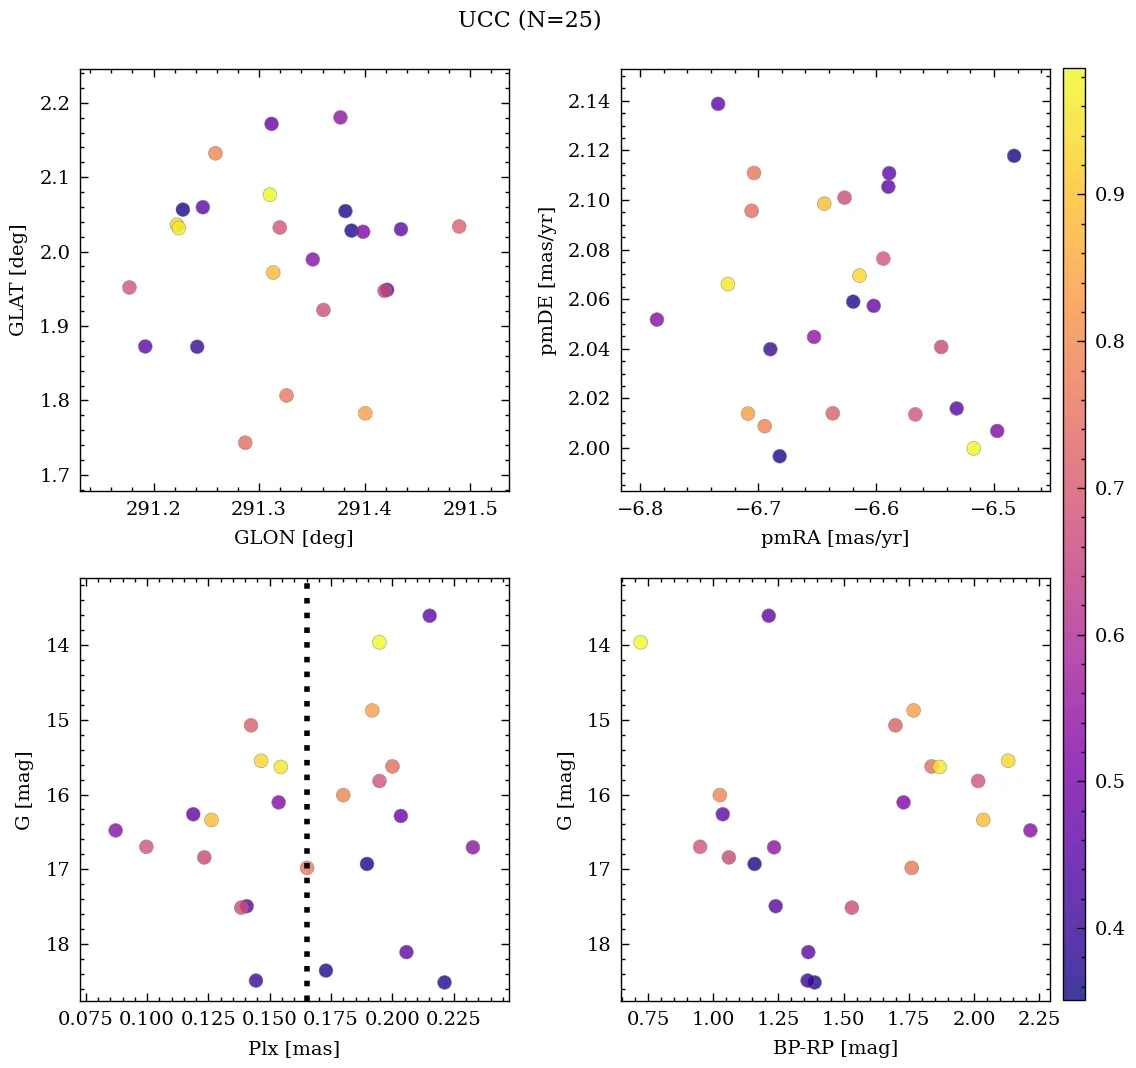 UCC (N=25)
2.2
2.1
2.0
1.9
1.8
1.7
GLAT [deg]
291.2 291.3 291.4 291.5
GLON [deg]
2.14
2.12
2.10
2.08
2.06
2.04
2.02
2.00
pmDE [mas/yr]
−6.8 −6.7 −6.6 −6.5
pmRA [mas/yr]
14
15
16
17
18
G [mag]
0.075 0.100 0.125 0.150 0.175 0.200 0.225
Plx [mas]
14
15
16
17
18
G [mag]
0.75 1.00 1.25 1.50 1.75 2.00 2.25
BP-RP [mag]
0.9
0.8
0.7
0.6
0.5
0.4